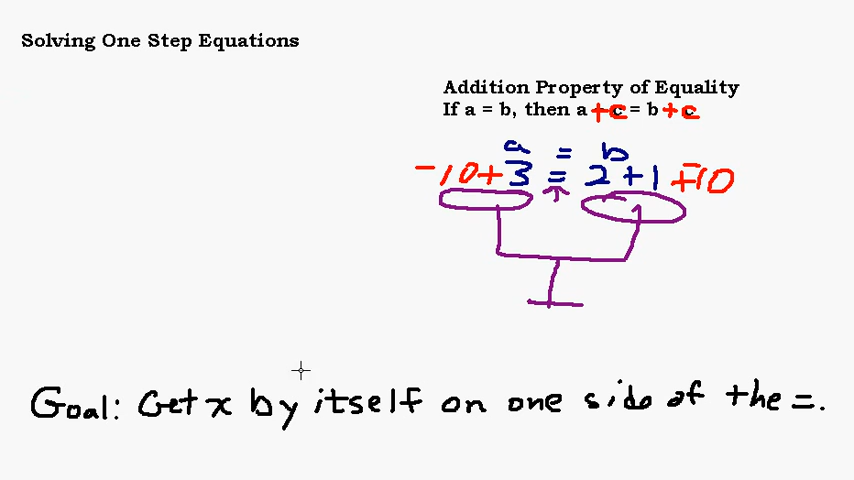 Solving One Step Equations
Addition Property of Equality
If a = b, then a + c = b + c
a = b
-10+ 3 = 2 + 1 +-10
Goal: Get x by itself on one side of the =.